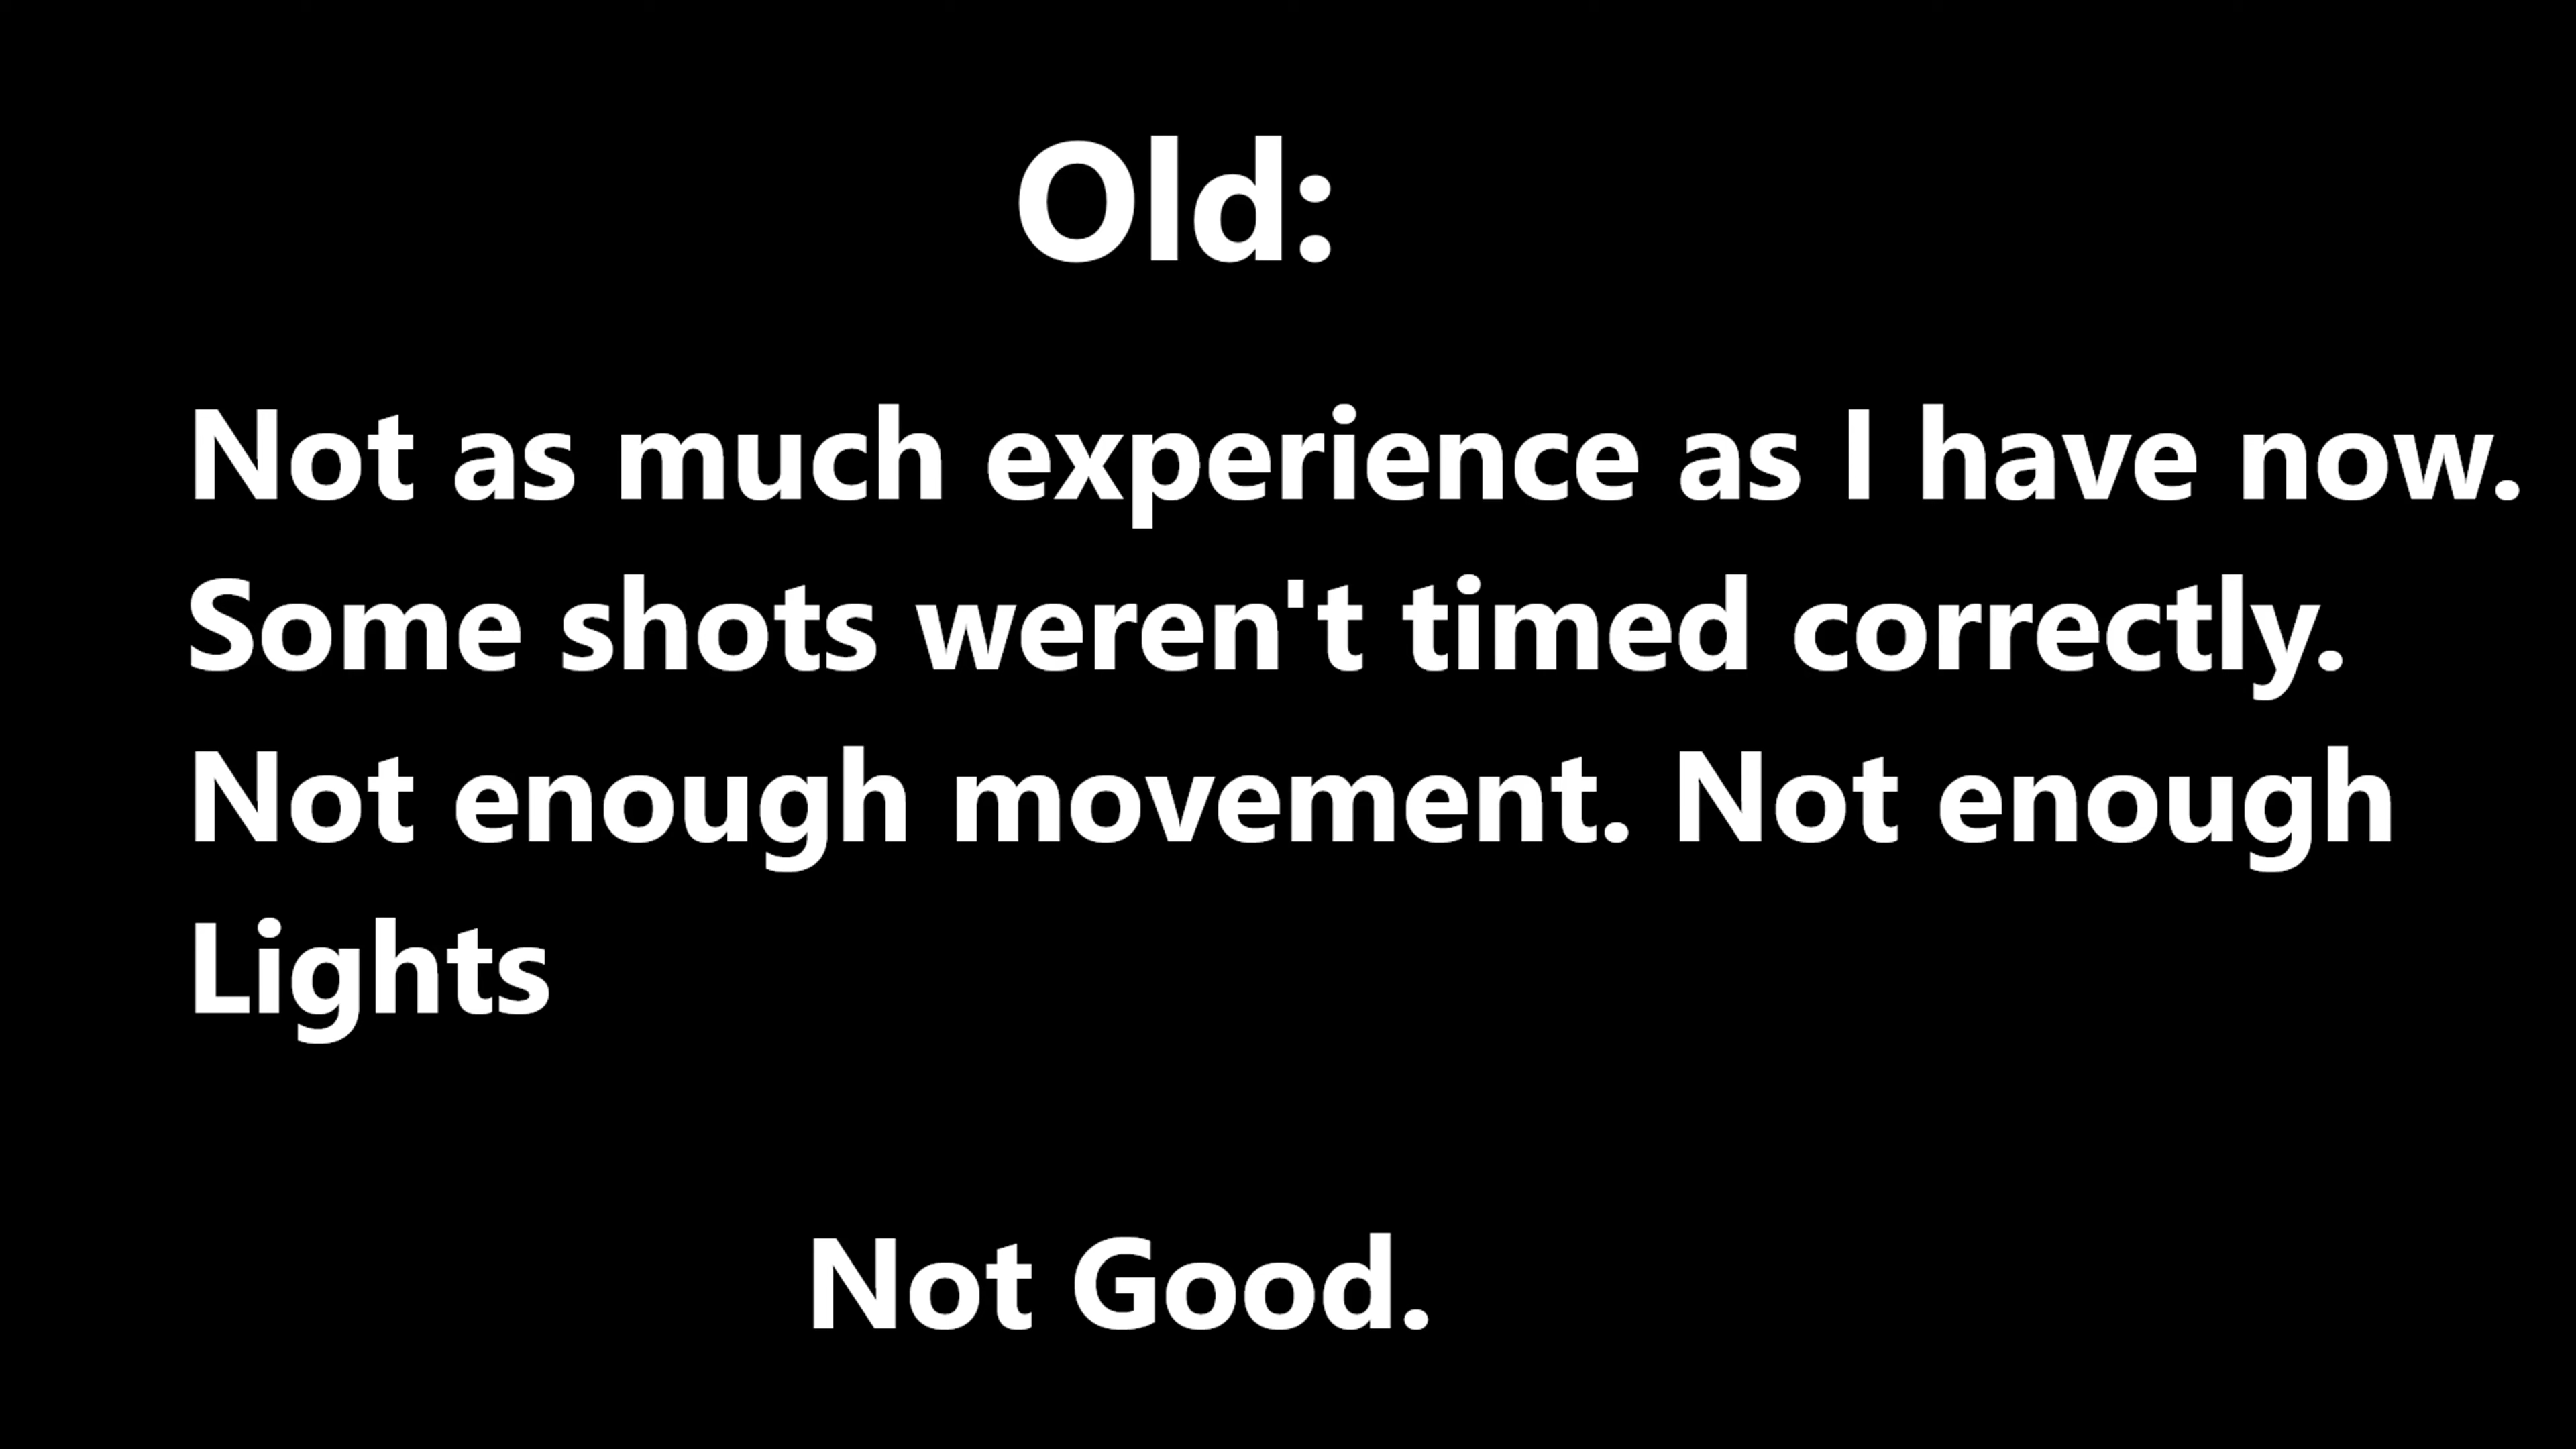 Old:
Not as much experience as I have now.
Some shots weren't timed correctly.
Not enough movement. Not enough
Lights
Not Good.